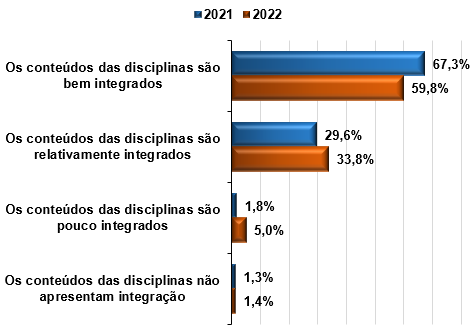 2021 2022
Os conteúdos das disciplinas são
bem integrados
67,3%
59,8%
Os conteúdos das disciplinas são
relativamente integrados
29,6%
33,8%
Os conteúdos das disciplinas são
pouco integrados
1,8%
5,0%
Os conteúdos das disciplinas não
apresentam integração
1,3%
1,4%